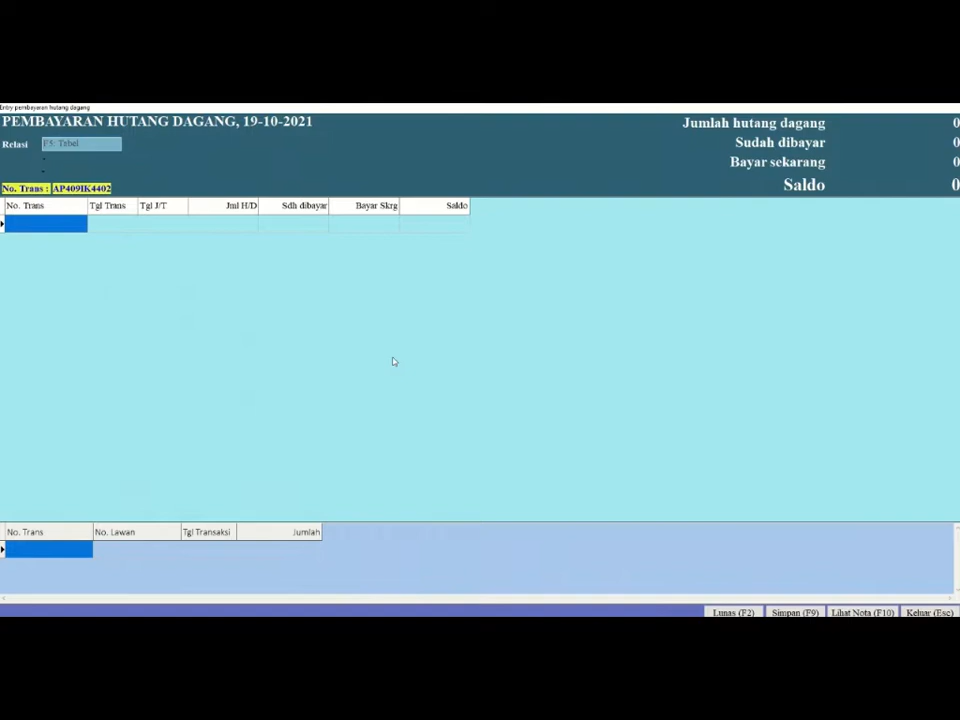 Entry pembayaran hutang dagang
PEMBAYARAN HUTANG DAGANG, 19-10-2021
Jumlah hutang dagang 0
Relasi F5: Tabel
Sudah dibayar 0
Bayar sekarang 0
No. Trans : AP409IK4402
Saldo 0
No. Trans Tgl Trans Tgl J/T Jml H/D Sdh dibayar Bayar Skrg Saldo
No. Trans No. Lawan Tgl Transaksi Jumlah
Lunas (F2) Simpan (F9) Lihat Nota (F10) Keluar (Esc)